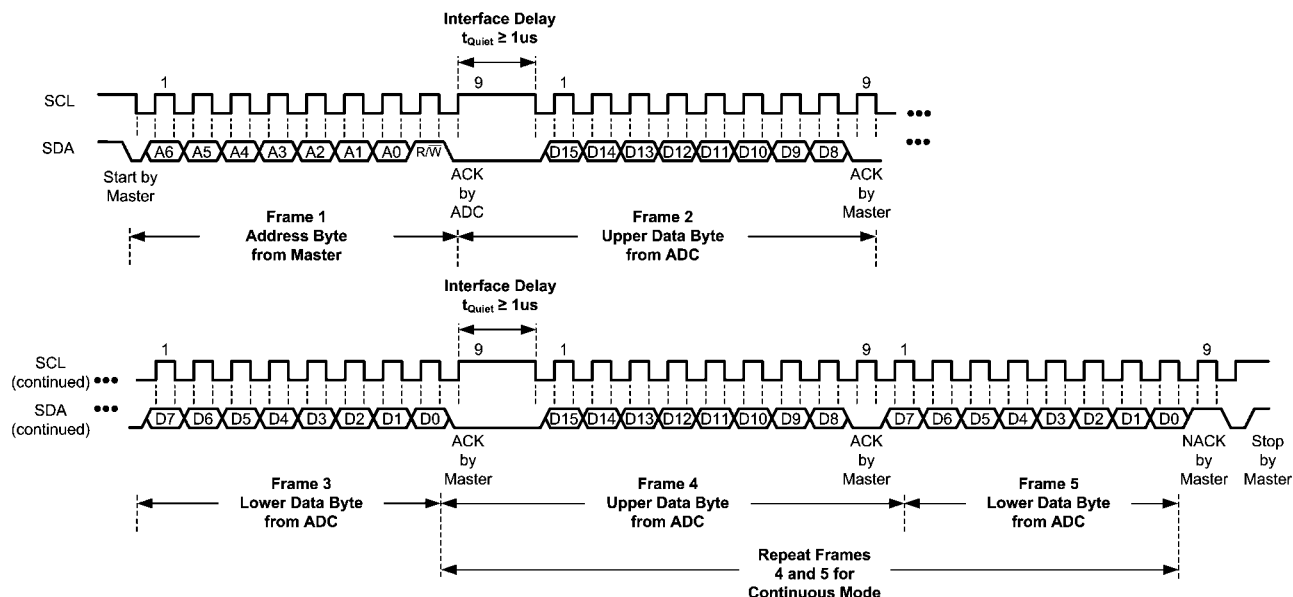 Interface Delay
tQuiet ≥ 1us
1 9 1 9
SCL •••
SDA A6 A5 A4 A3 A2 A1 A0 R/W̅ D15 D14 D13 D12 D11 D10 D9 D8 •••
Start by
Master
ACK
by
ADC
ACK
by
Master
Frame 1
Address Byte
from Master
Frame 2
Upper Data Byte
from ADC
Interface Delay
tQuiet ≥ 1us
1 9 1 9 1 9
SCL
(continued) •••
SDA
(continued) •••
D7 D6 D5 D4 D3 D2 D1 D0 D15 D14 D13 D12 D11 D10 D9 D8 D7 D6 D5 D4 D3 D2 D1 D0
ACK
by
Master
ACK
by
Master
NACK
by
Master
Stop
by
Master
Frame 3
Lower Data Byte
from ADC
Frame 4
Upper Data Byte
from ADC
Frame 5
Lower Data Byte
from ADC
Repeat Frames
4 and 5 for
Continuous Mode